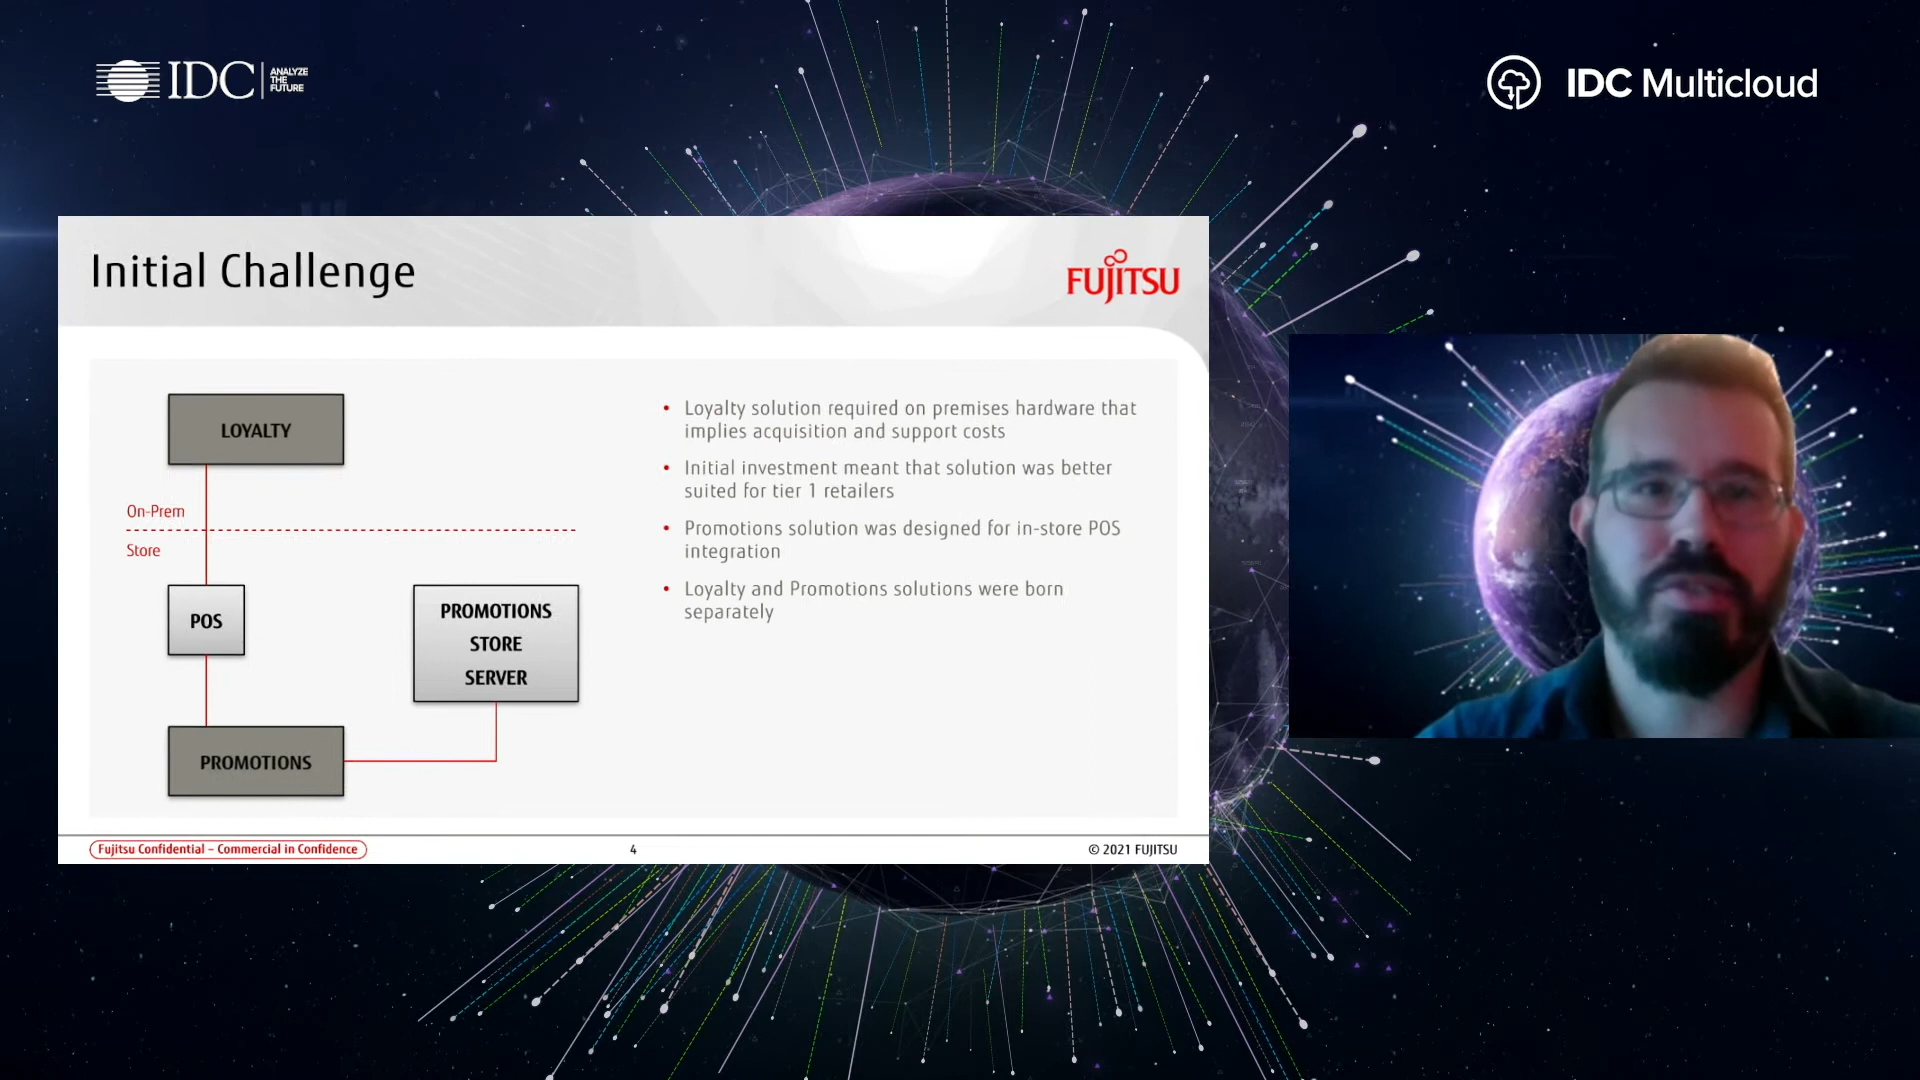 IDC
ANALYZE
THE
FUTURE
IDC Multicloud
Initial Challenge
FUJITSU
LOYALTY
On-Prem
Store
POS
PROMOTIONS
STORE
SERVER
PROMOTIONS
• Loyalty solution required on premises hardware that
implies acquisition and support costs
• Initial investment meant that solution was better
suited for tier 1 retailers
• Promotions solution was designed for in-store POS
integration
• Loyalty and Promotions solutions were born
separately
Fujitsu Confidential – Commercial in Confidence
4
© 2021 FUJITSU